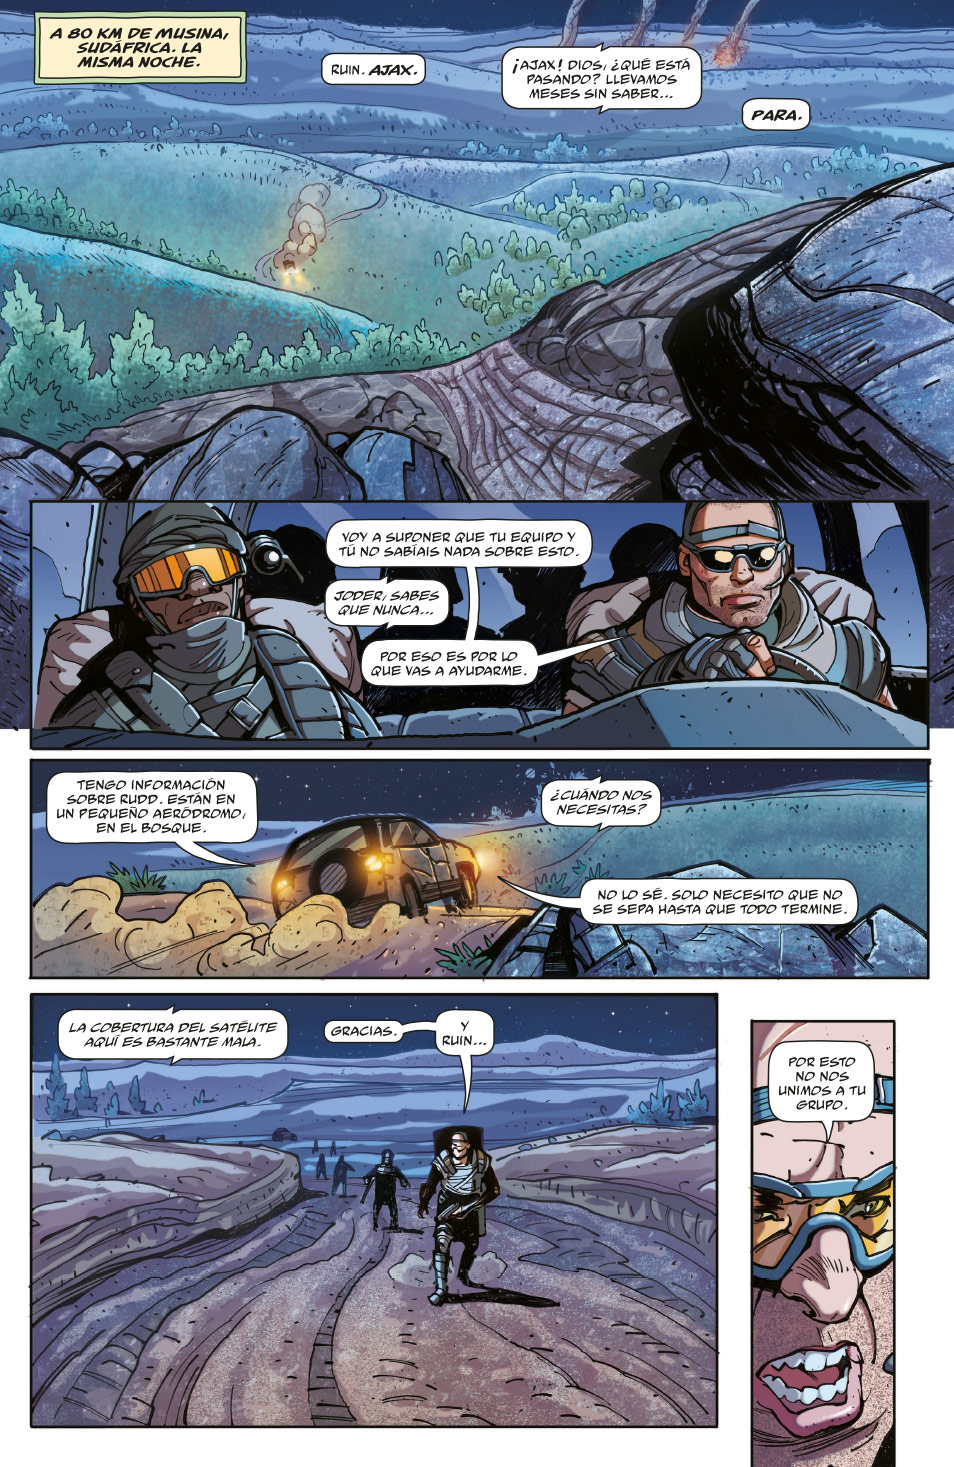 A 80 KM DE MUSINA,
SUDÁFRICA. LA
MISMA NOCHE.
RUIN. AJAX.
¡AJAX! DIOS, ¿QUÉ ESTÁ
PASANDO? LLEVAMOS
MESES SIN SABER...
PARA.
VOY A SUPONER QUE TU EQUIPO Y
TÚ NO SABÍAIS NADA SOBRE ESTO.
JODER, SABES
QUE NUNCA...
POR ESO ES POR LO
QUE VAS A AYUDARME.
TENGO INFORMACIÓN
SOBRE RUDD. ESTÁN EN
UN PEQUEÑO AERÓDROMO,
EN EL BOSQUE.
¿CUÁNDO NOS
NECESITAS?
NO LO SÉ. SOLO NECESITO QUE NO
SE SEPA HASTA QUE TODO TERMINE.
LA COBERTURA DEL SATÉLITE
AQUÍ ES BASTANTE MALA.
GRACIAS.
Y
RUIN...
POR ESTO
NO NOS
UNIMOS A TU
GRUPO.